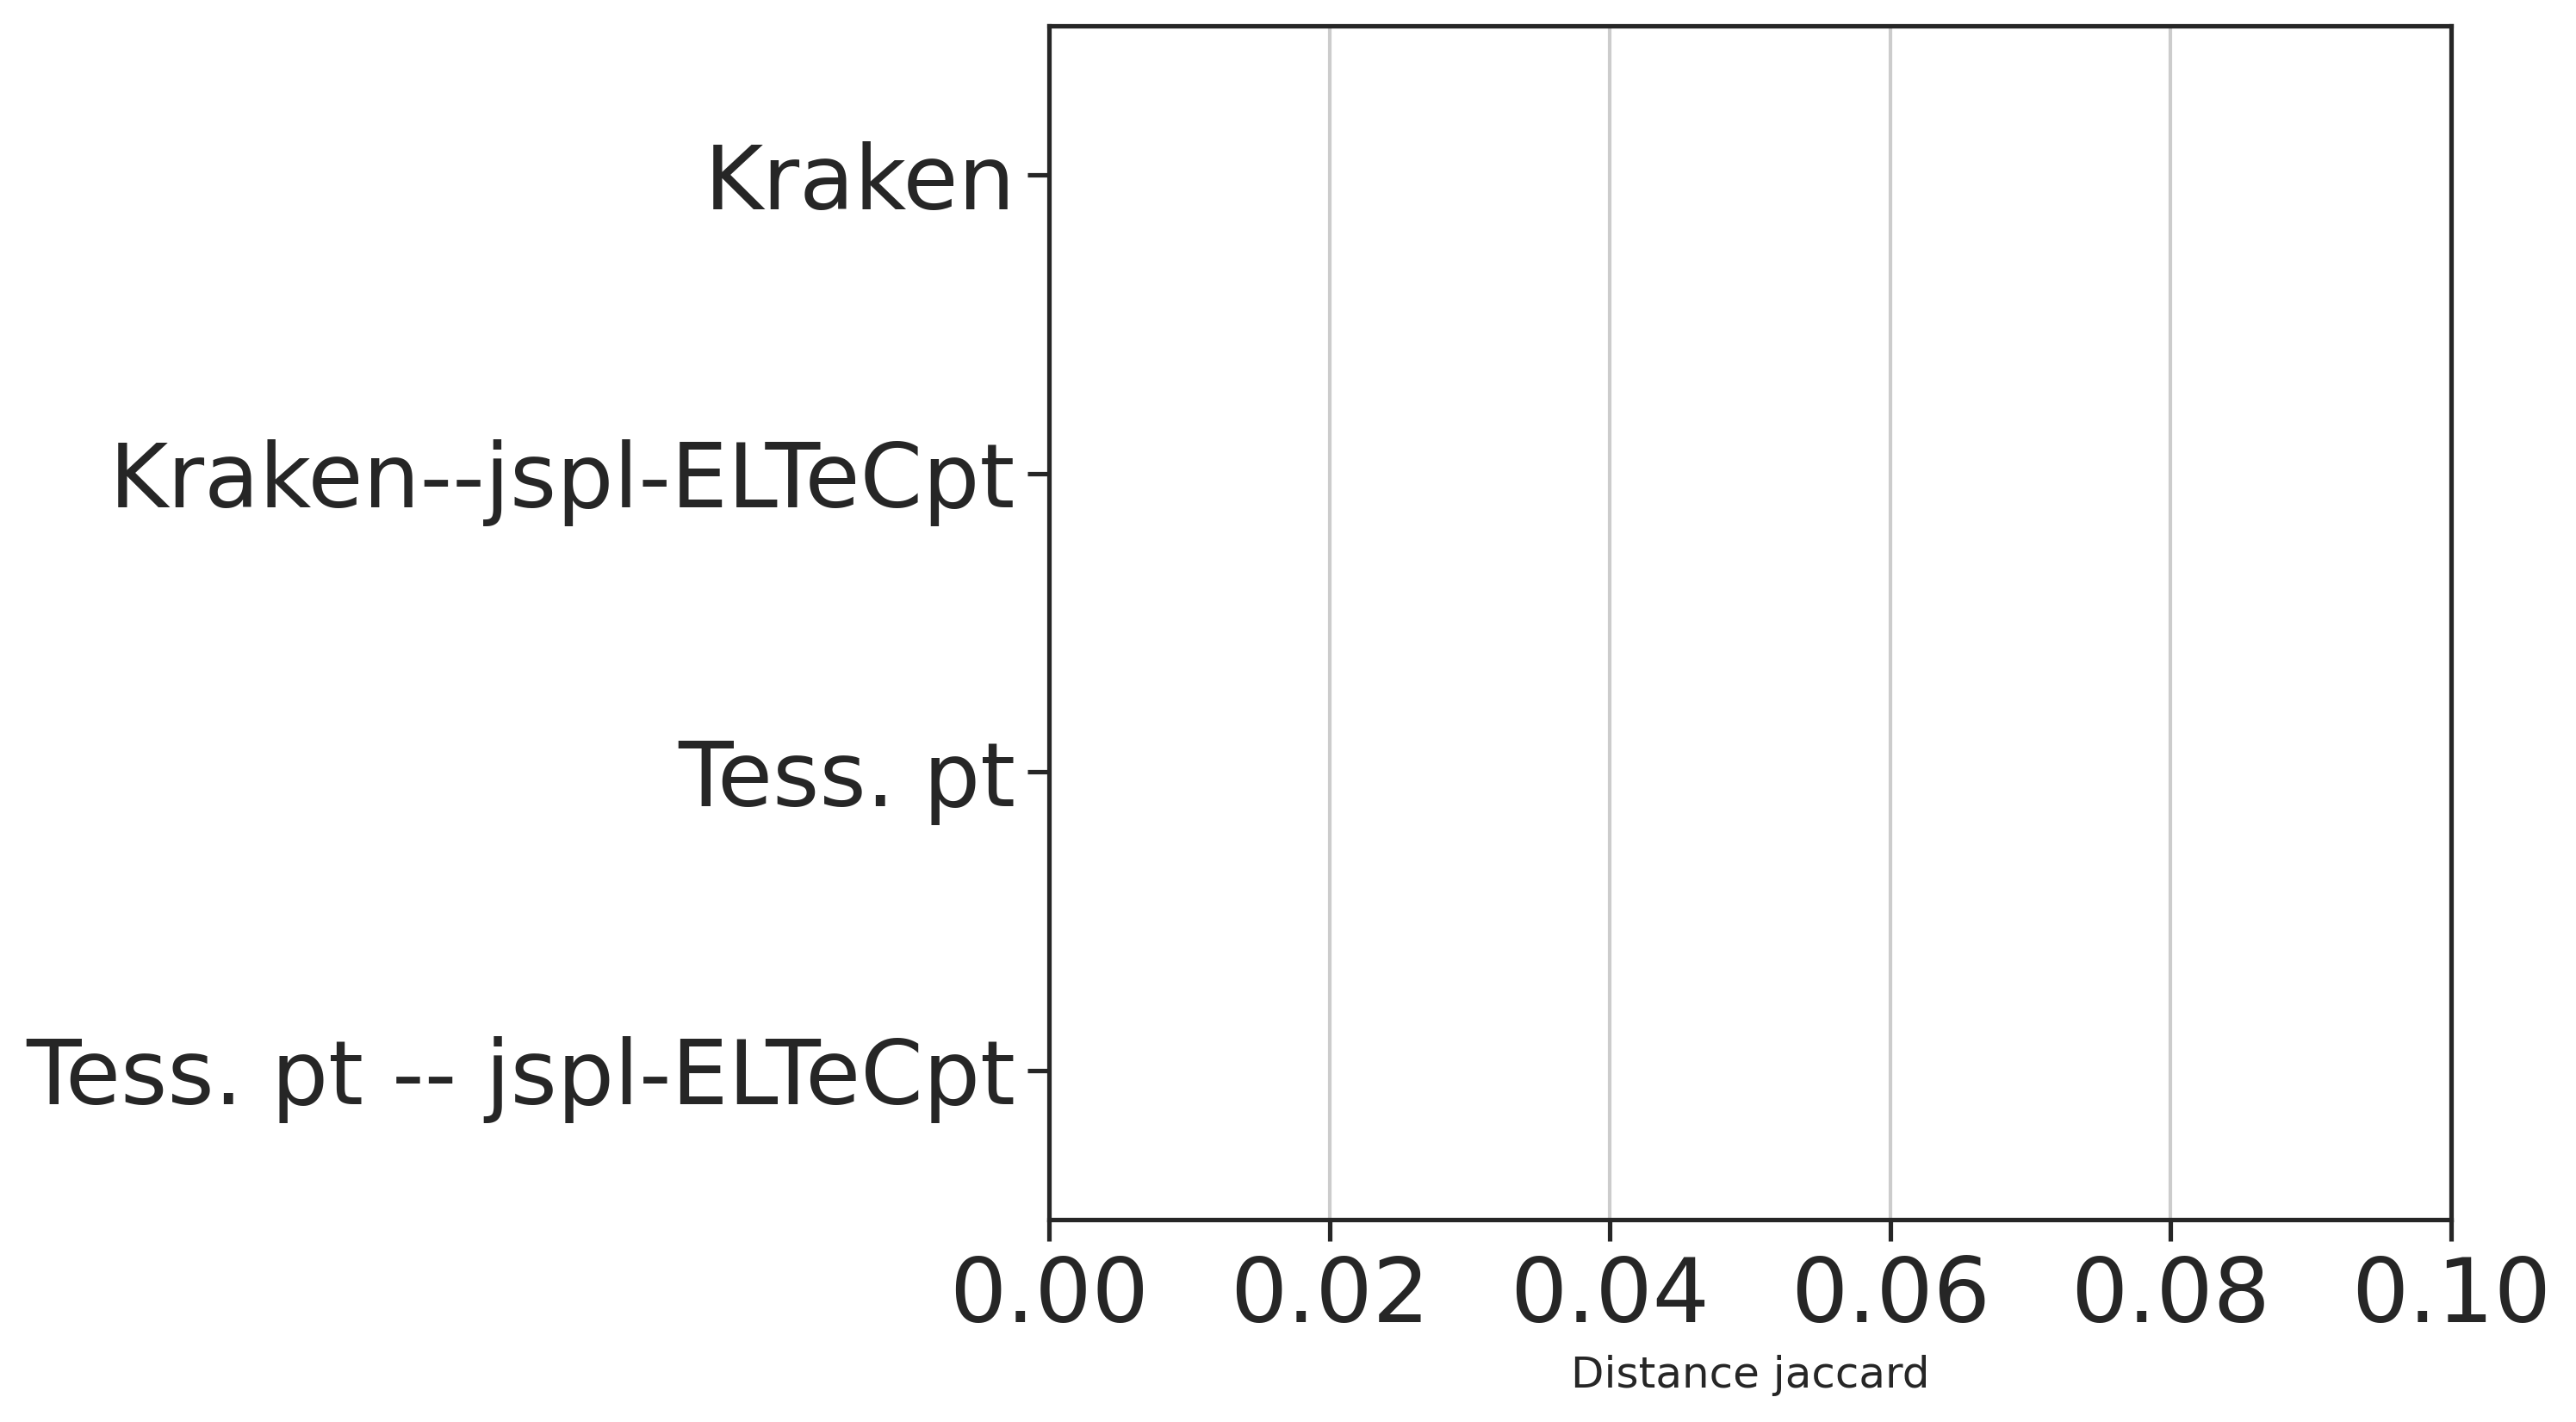 Kraken
Kraken--jspl-ELTeCpt
Tess. pt
Tess. pt -- jspl-ELTeCpt
0.00 0.02 0.04 0.06 0.08 0.10
Distance jaccard